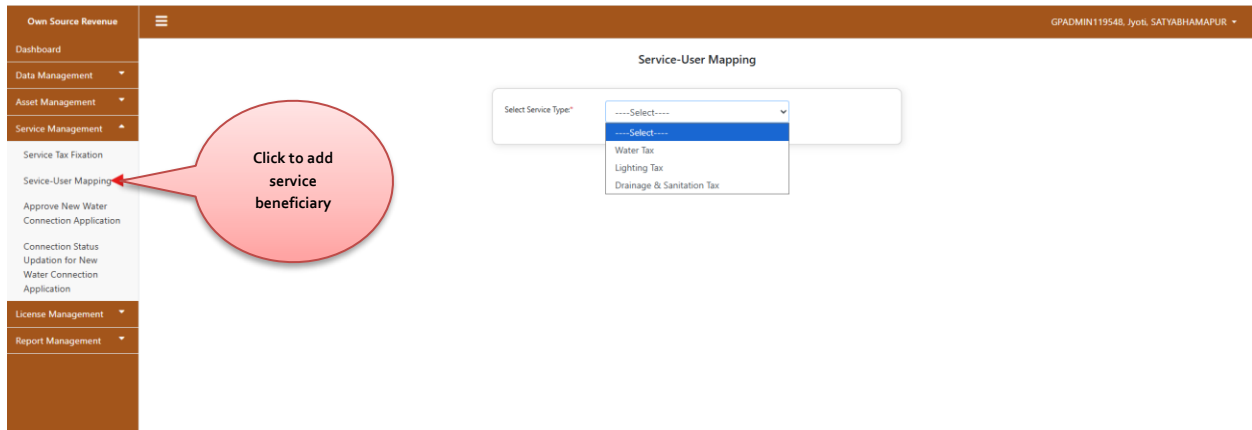 Own Source Revenue
GPADMIN119548, Jyoti, SATYABHAMAPUR
Dashboard
Data Management
Asset Management
Service Management
Service Tax Fixation
Sevice-User Mapping
Approve New Water
Connection Application
Connection Status
Updation for New
Water Connection
Application
License Management
Report Management
Click to add
service
beneficiary
Service-User Mapping
Select Service Type:*
----Select----
----Select----
Water Tax
Lighting Tax
Drainage & Sanitation Tax